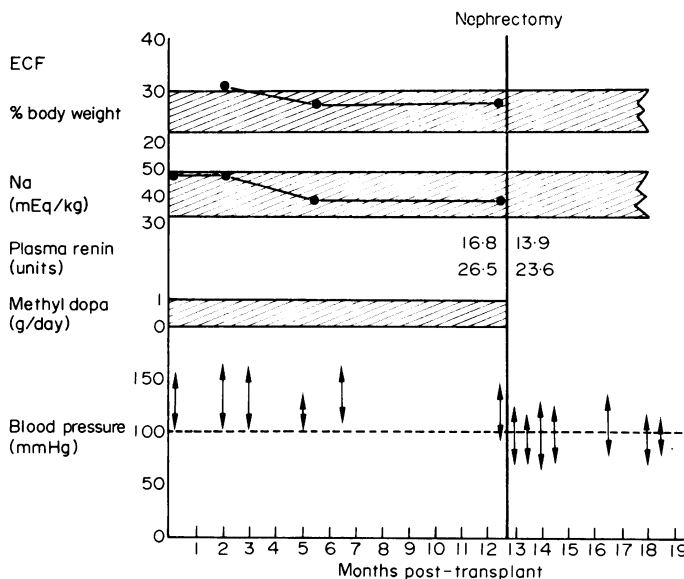 Nephrectomy
40
ECF
30
% body weight
20
50
Na
40
(mEq/kg)
30
Plasma renin
16·8 13·9
(units)
26·5 23·6
Methyl dopa
1
(g/day)
0
150
Blood pressure
100
(mmHg)
50
0
1 2 3 4 5 6 7 8 9 10 11 12 13 14 15 16 17 18 19
Months post-transplant